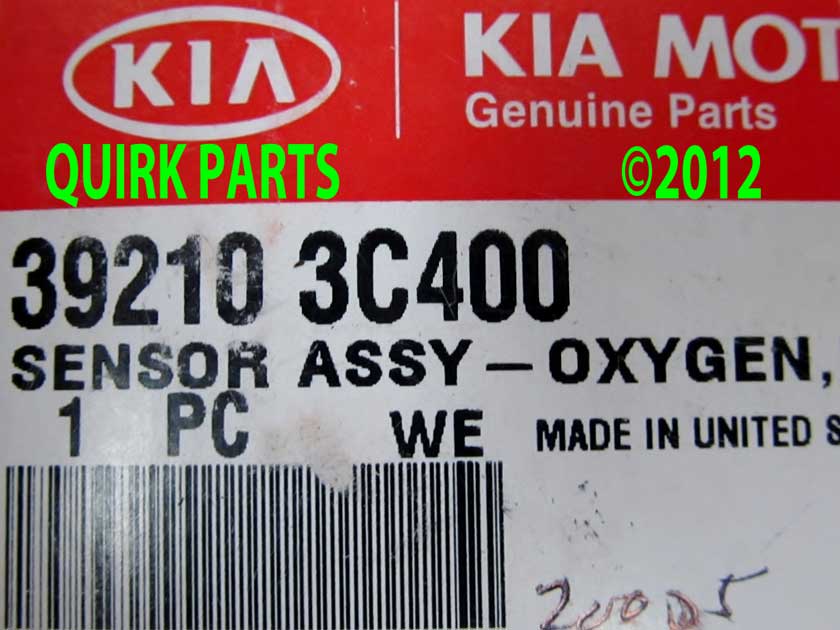 KIA
KIA MOT
Genuine Parts
QUIRK PARTS ©2012
39210 3C400
SENSOR ASSY-OXYGEN,
1 PC WE MADE IN UNITED S